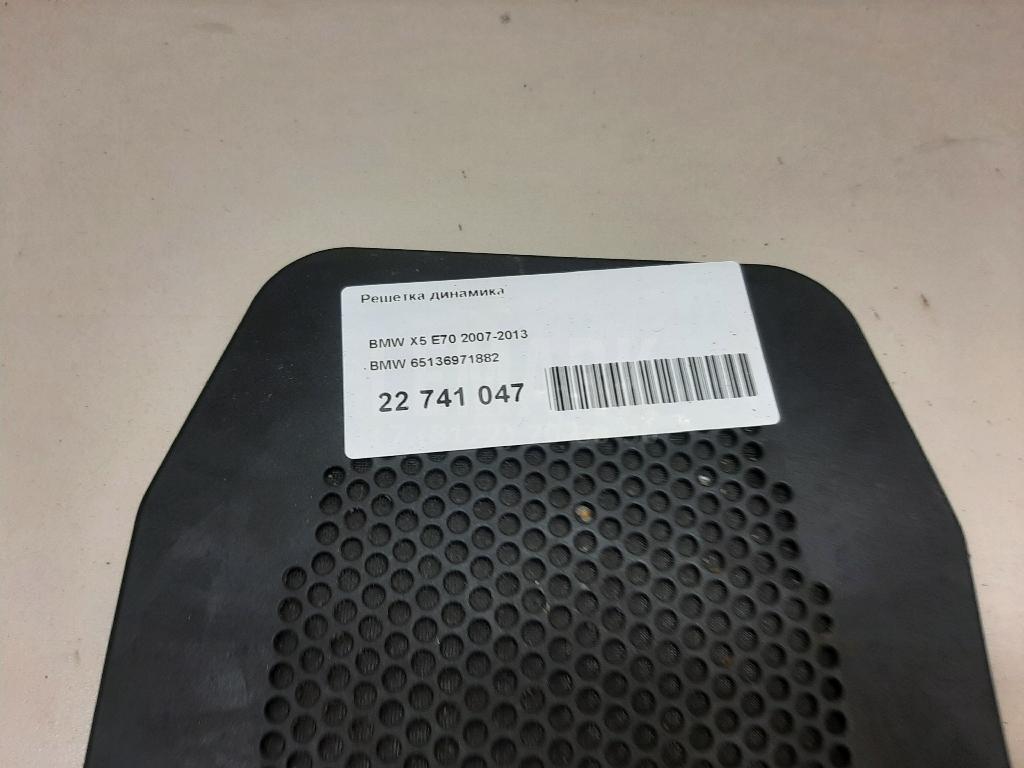 Решетка динамика
BMW X5 E70 2007-2013
BMW 65136971882
22 741 047